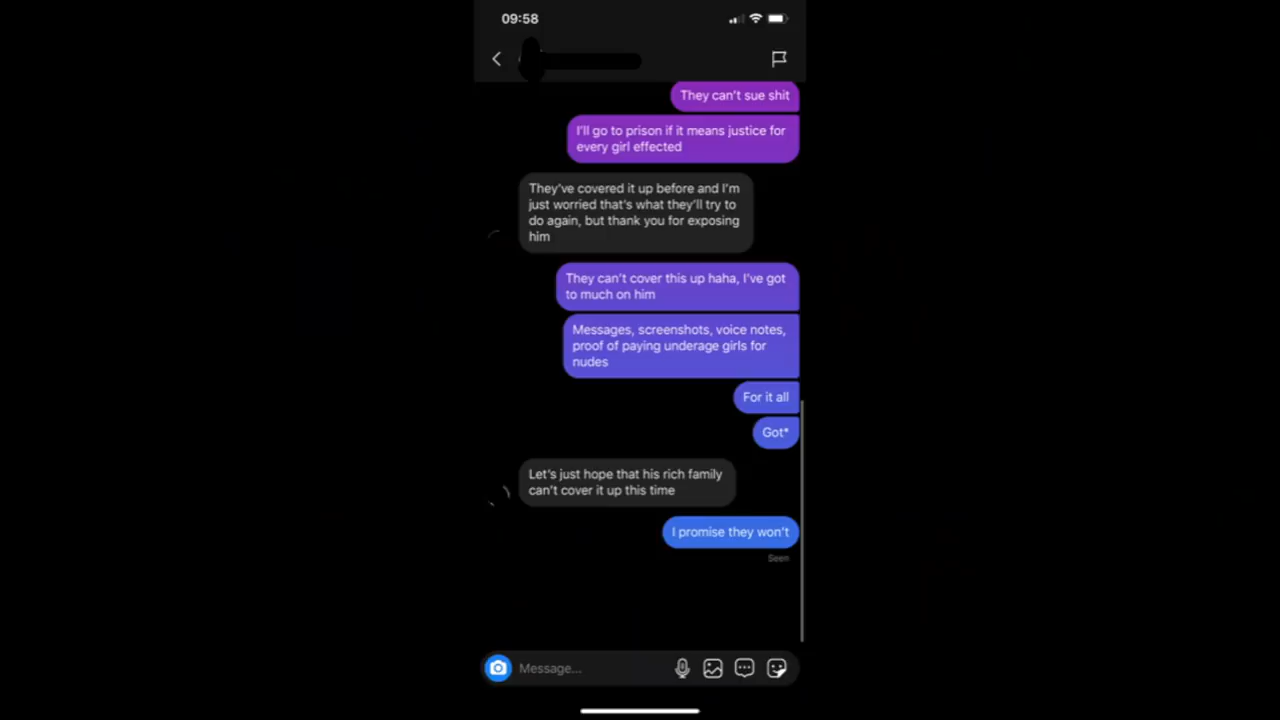 09:58
They can't sue shit
I'll go to prison if it means justice for
every girl effected
They've covered it up before and I'm
just worried that's what they'll try to
do again, but thank you for exposing
him
They can't cover this up haha, I've got
to much on him
Messages, screenshots, voice notes,
proof of paying underage girls for
nudes
For it all
Got*
Let's just hope that his rich family
can't cover it up this time
I promise they won't
Seen
Message...